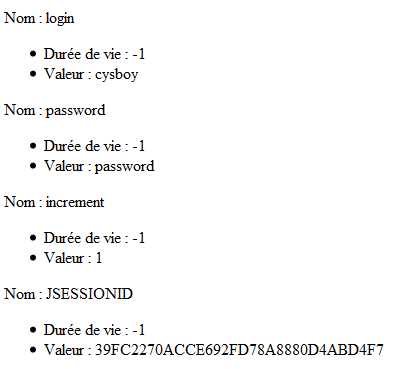 Nom : login
• Durée de vie : -1
• Valeur : cysboy
Nom : password
• Durée de vie : -1
• Valeur : password
Nom : increment
• Durée de vie : -1
• Valeur : 1
Nom : JSESSIONID
• Durée de vie : -1
• Valeur : 39FC2270ACCE692FD78A8880D4ABD4F7